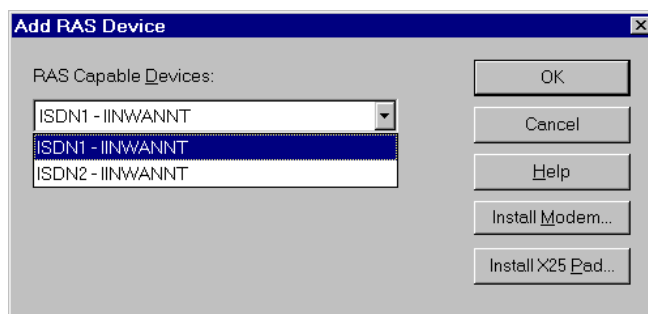 Add RAS Device
RAS Capable Devices:
ISDN1 - IINWANNT
ISDN1 - IINWANNT
ISDN2 - IINWANNT
OK
Cancel
Help
Install Modem...
Install X25 Pad...